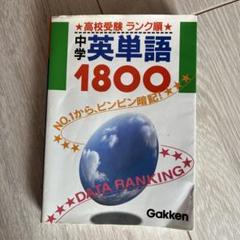 ★高校受験 ランク順★
中学
英単語
1800
NO.1から、ピンピン暗記!
DATA RANKING
Gakken